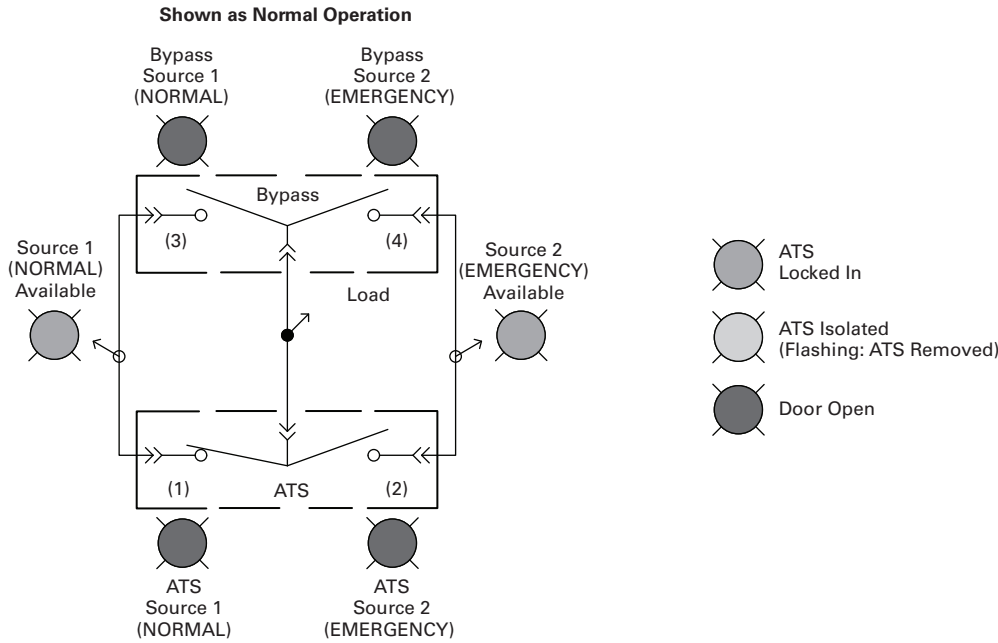 Shown as Normal Operation
Bypass
Source 1
(NORMAL)
Bypass
Source 2
(EMERGENCY)
Bypass
(3)
(4)
Source 1
(NORMAL)
Available
Source 2
(EMERGENCY)
Available
Load
(1)
ATS
(2)
ATS
Source 1
(NORMAL)
ATS
Source 2
(EMERGENCY)
ATS
Locked In
ATS Isolated
(Flashing: ATS Removed)
Door Open